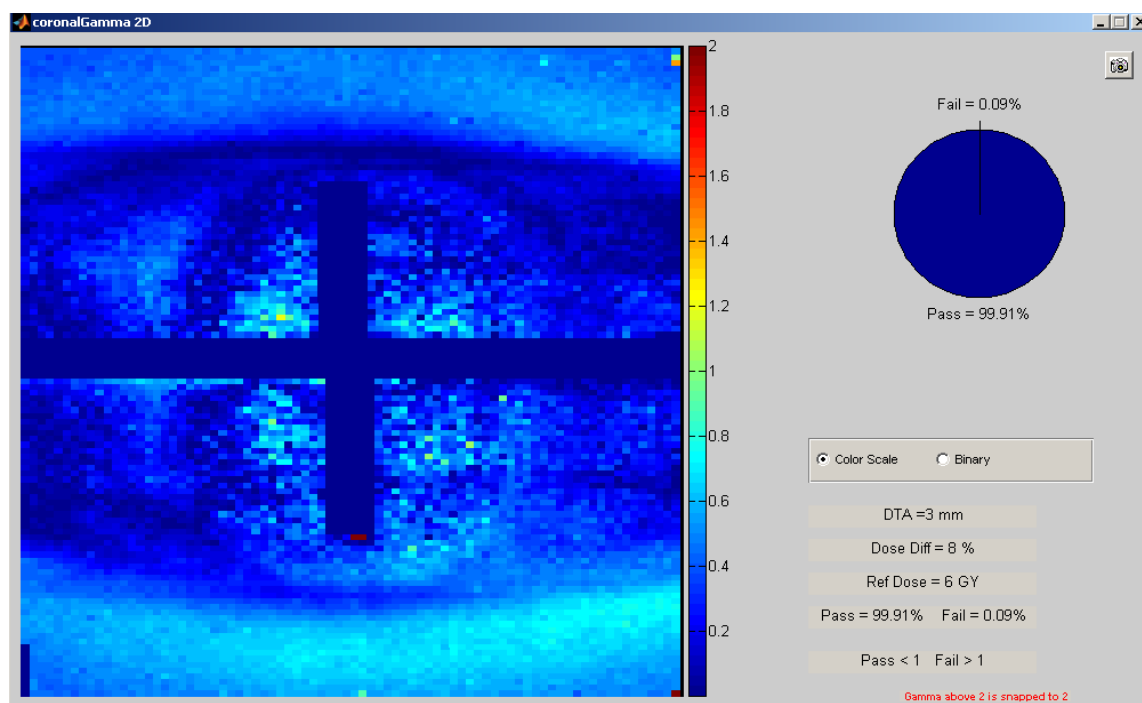 coronalGamma 2D
2
1.8
1.6
1.4
1.2
1
0.8
0.6
0.4
0.2
Fail = 0.09%
Pass = 99.91%
Color Scale Binary
DTA =3 mm
Dose Diff = 8 %
Ref Dose = 6 GY
Pass = 99.91% Fail = 0.09%
Pass < 1 Fail > 1
Gamma above 2 is snapped to 2